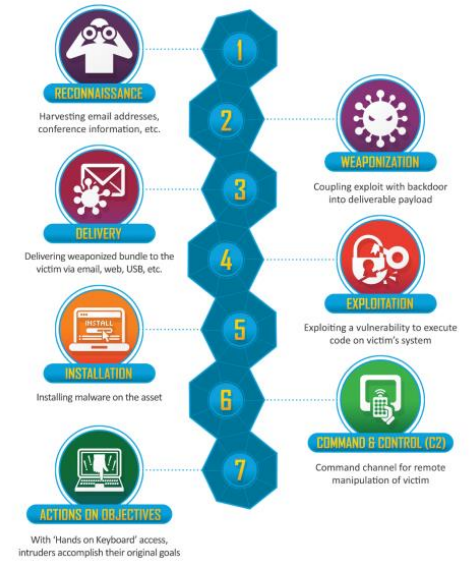 1
RECONNAISSANCE
Harvesting email addresses,
conference information, etc.
2
WEAPONIZATION
Coupling exploit with backdoor
into deliverable payload
3
DELIVERY
Delivering weaponized bundle to the
victim via email, web, USB, etc.
4
EXPLOITATION
Exploiting a vulnerability to execute
code on victim's system
5
INSTALL
INSTALLATION
Installing malware on the asset
6
COMMAND & CONTROL (C2)
Command channel for remote
manipulation of victim
7
ACTIONS ON OBJECTIVES
With 'Hands on Keyboard' access,
intruders accomplish their original goals